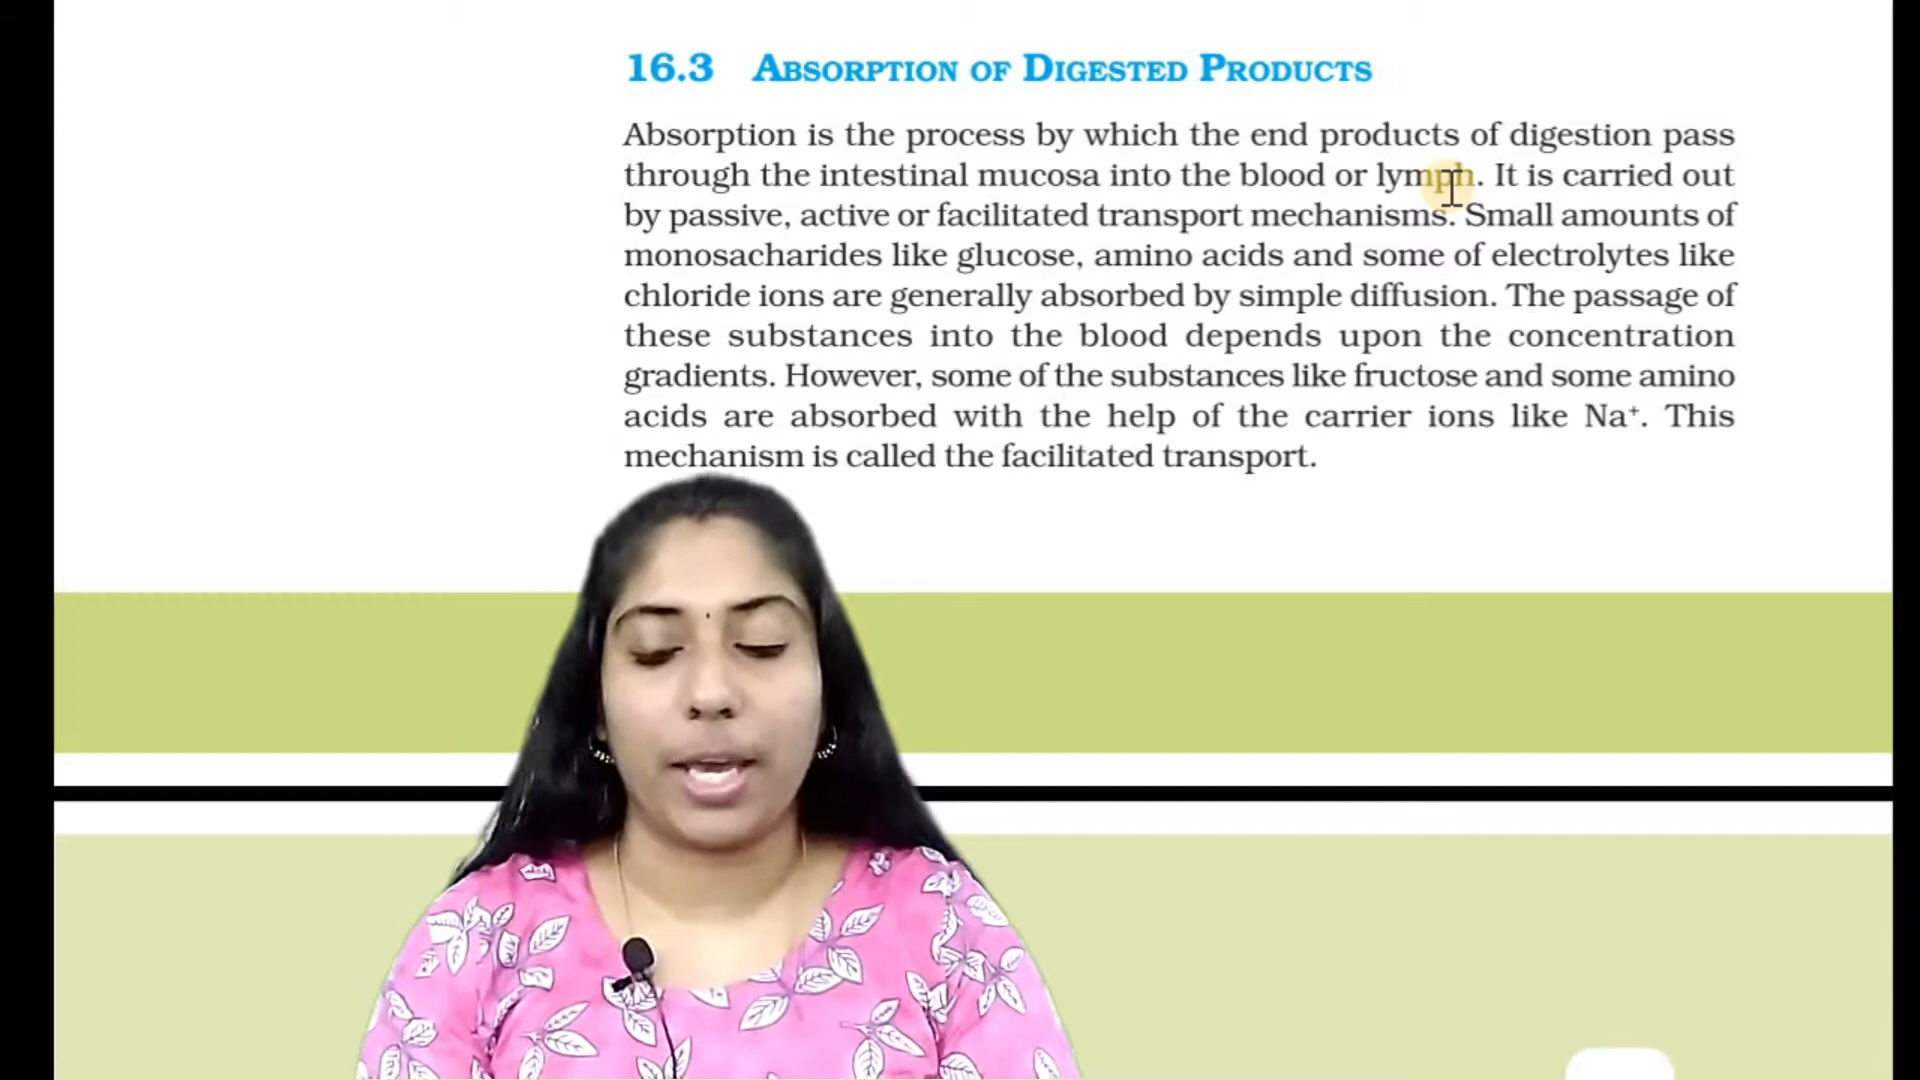 16.3 ABSORPTION OF DIGESTED PRODUCTS
Absorption is the process by which the end products of digestion pass
through the intestinal mucosa into the blood or lymph. It is carried out
by passive, active or facilitated transport mechanisms. Small amounts of
monosacharides like glucose, amino acids and some of electrolytes like
chloride ions are generally absorbed by simple diffusion. The passage of
these substances into the blood depends upon the concentration
gradients. However, some of the substances like fructose and some amino
acids are absorbed with the help of the carrier ions like Na⁺. This
mechanism is called the facilitated transport.